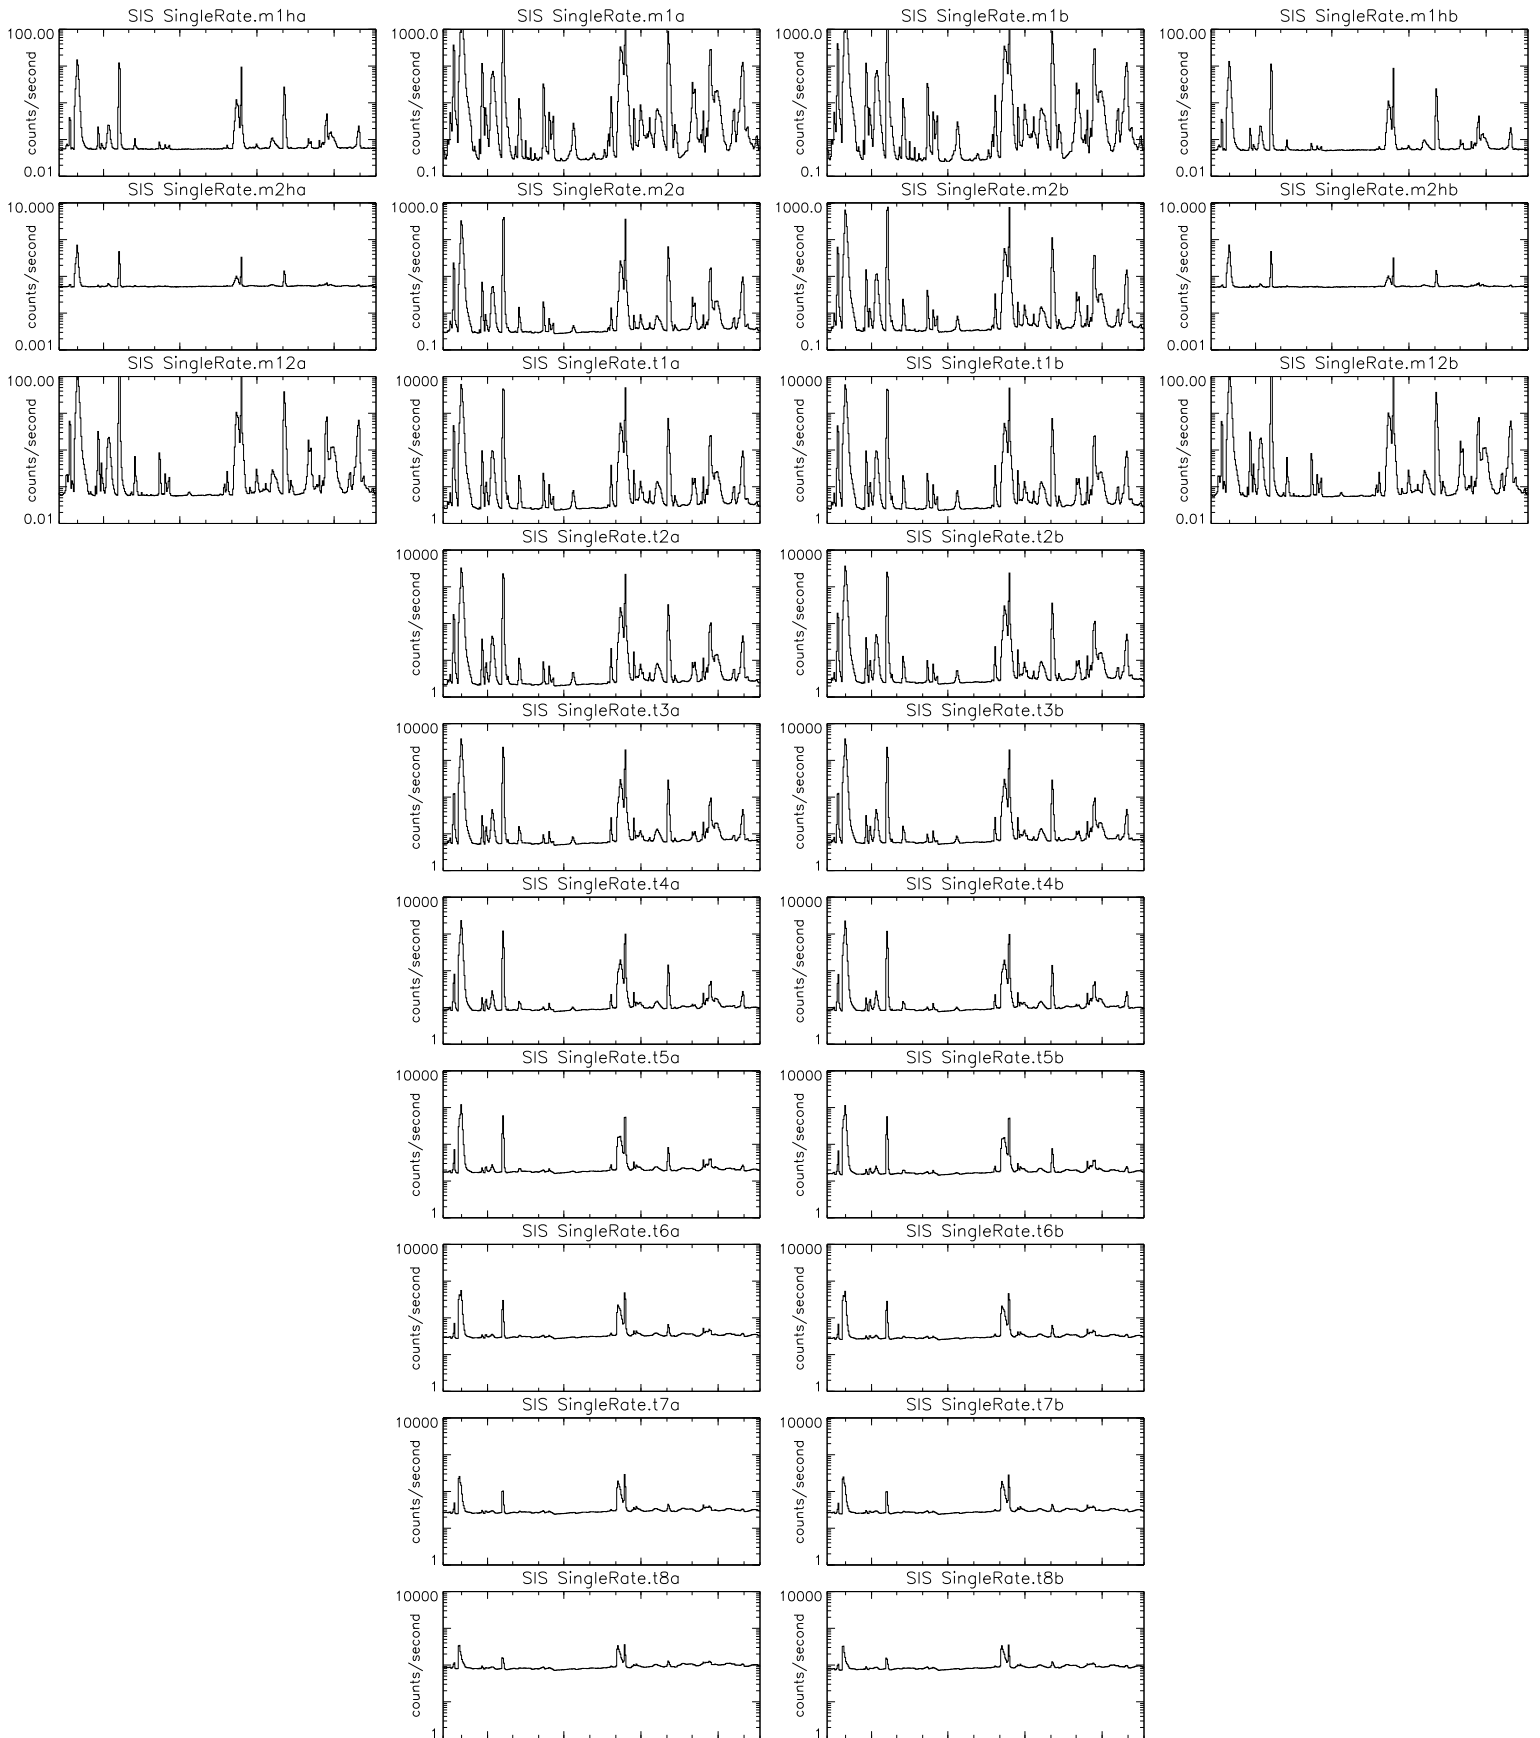 SIS SingleRate.m1ha
100.00
counts/second
0.01
SIS SingleRate.m1a
1000.0
counts/second
0.1
SIS SingleRate.m1b
1000.0
counts/second
0.1
SIS SingleRate.m1hb
100.00
counts/second
0.01
SIS SingleRate.m2ha
10.000
counts/second
0.001
SIS SingleRate.m2a
1000.0
counts/second
0.1
SIS SingleRate.m2b
1000.0
counts/second
0.1
SIS SingleRate.m2hb
10.000
counts/second
0.001
SIS SingleRate.m12a
100.00
counts/second
0.01
SIS SingleRate.t1a
10000
counts/second
1
SIS SingleRate.t1b
10000
counts/second
1
SIS SingleRate.m12b
100.00
counts/second
0.01
SIS SingleRate.t2a
10000
counts/second
1
SIS SingleRate.t2b
10000
counts/second
1
SIS SingleRate.t3a
10000
counts/second
1
SIS SingleRate.t3b
10000
counts/second
1
SIS SingleRate.t4a
10000
counts/second
1
SIS SingleRate.t4b
10000
counts/second
1
SIS SingleRate.t5a
10000
counts/second
1
SIS SingleRate.t5b
10000
counts/second
1
SIS SingleRate.t6a
10000
counts/second
1
SIS SingleRate.t6b
10000
counts/second
1
SIS SingleRate.t7a
10000
counts/second
1
SIS SingleRate.t7b
10000
counts/second
1
SIS SingleRate.t8a
10000
counts/second
1
SIS SingleRate.t8b
10000
counts/second
1